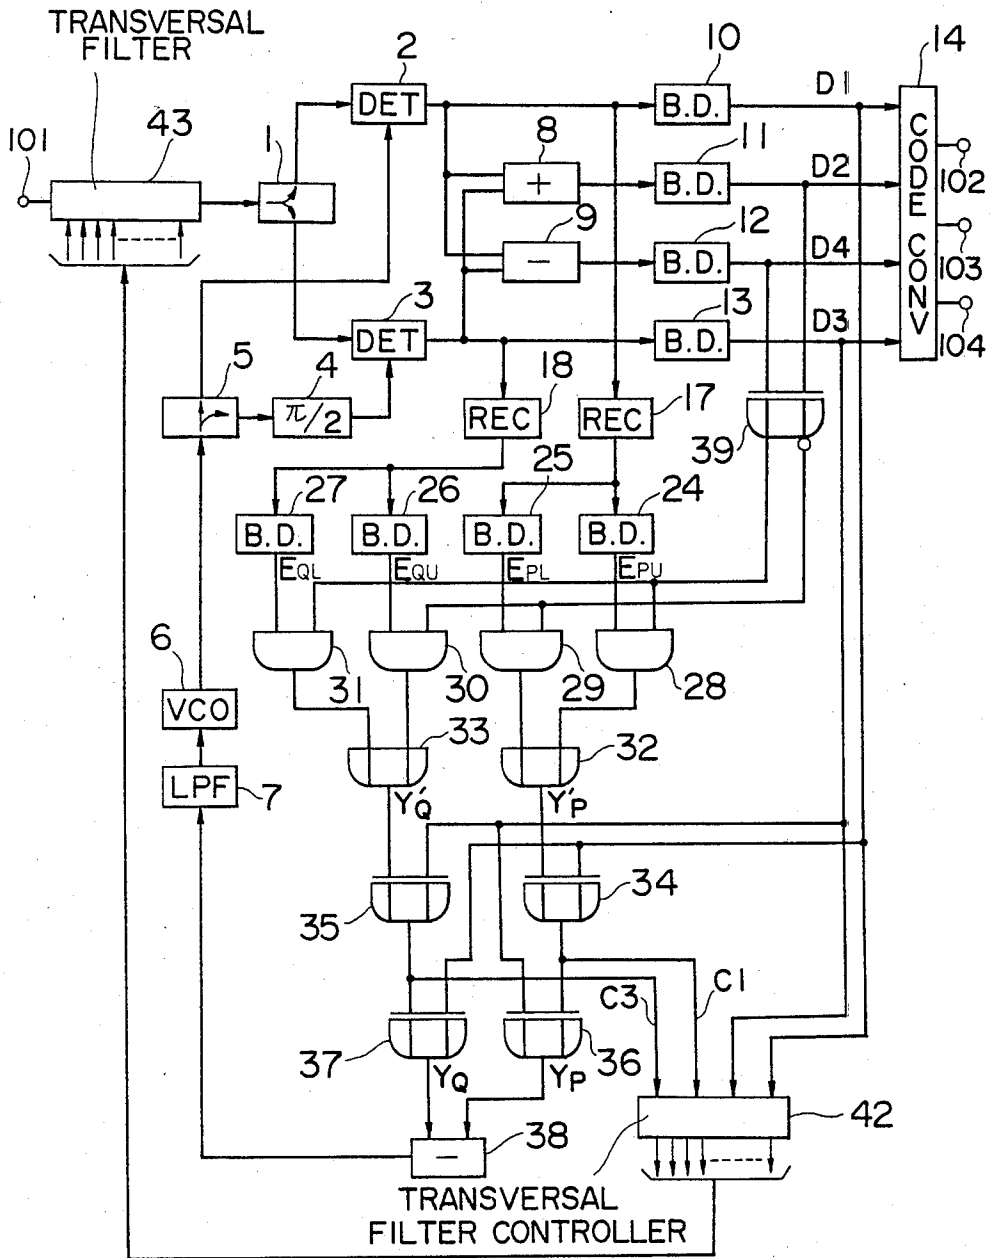 TRANSVERSAL
FILTER
2
10
14
101
43
1
DET
B.D.
D1
8
11
+
B.D.
D2
102
9
12
−
B.D.
D4
103
3
13
DET
B.D.
D3
104
CODE CONV
5
4
π/2
18
17
REC
REC
39
27
26
25
24
B.D.
B.D.
B.D.
B.D.
EQL
EQU
EPL
EPU
6
31
30
29
28
VCO
33
32
LPF
7
Y'Q
Y'P
35
34
C3
C1
37
36
YQ
YP
42
38
−
TRANSVERSAL
FILTER CONTROLLER